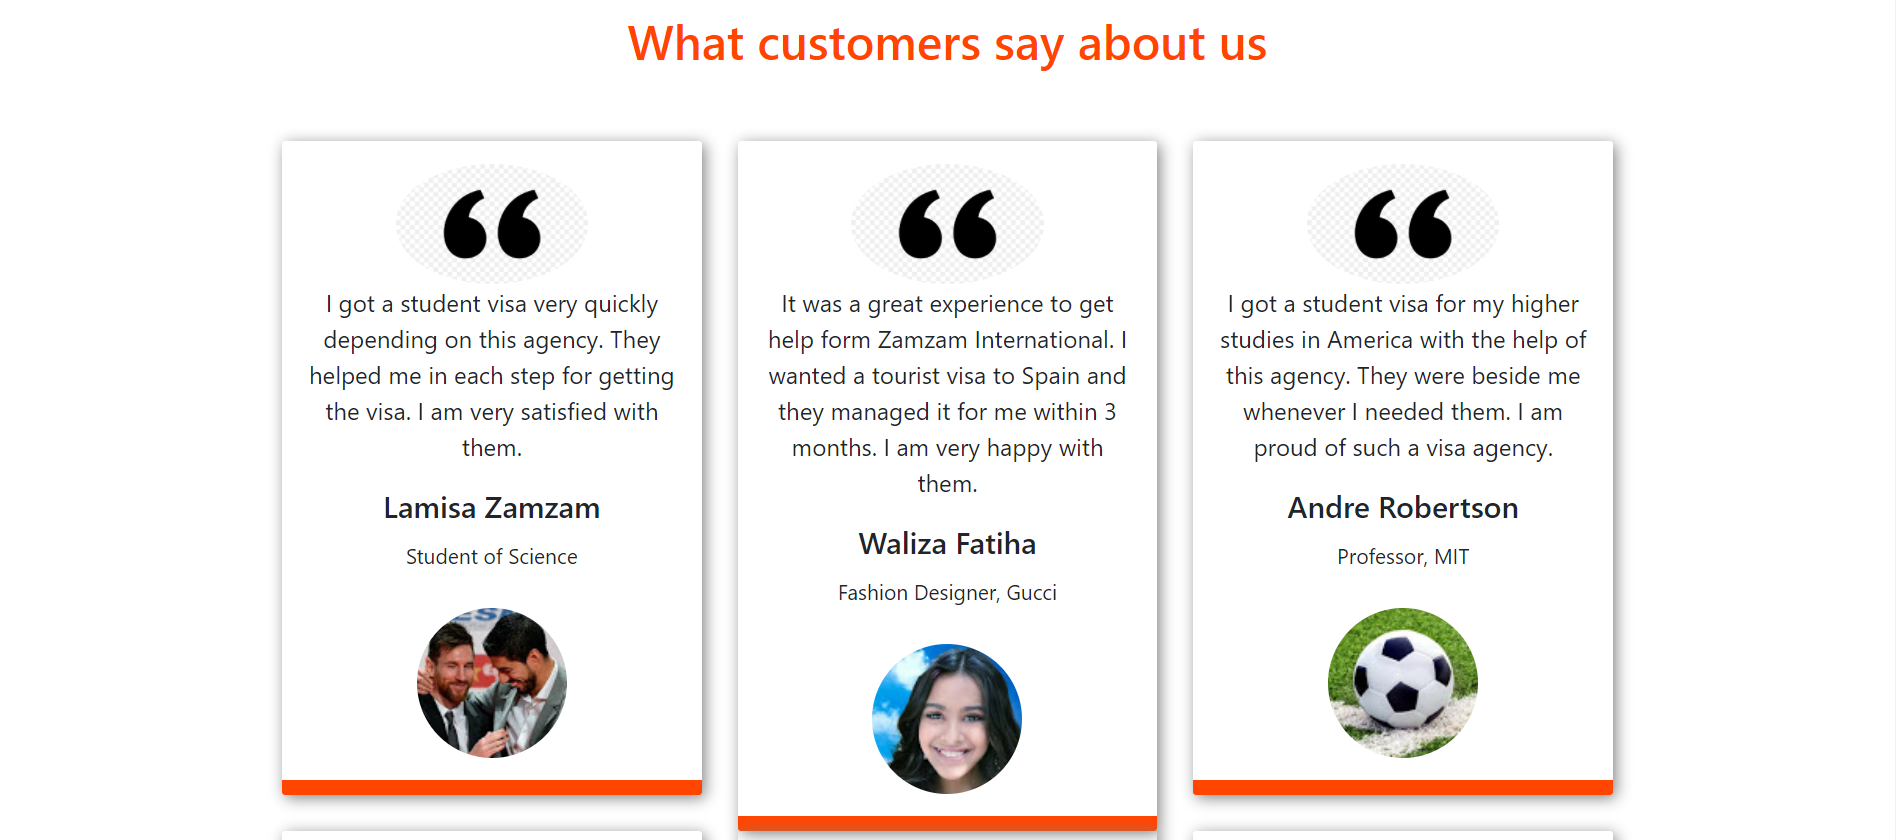 What customers say about us
I got a student visa very quickly
depending on this agency. They
helped me in each step for getting
the visa. I am very satisfied with
them.
Lamisa Zamzam
Student of Science
It was a great experience to get
help form Zamzam International. I
wanted a tourist visa to Spain and
they managed it for me within 3
months. I am very happy with
them.
Waliza Fatiha
Fashion Designer, Gucci
I got a student visa for my higher
studies in America with the help of
this agency. They were beside me
whenever I needed them. I am
proud of such a visa agency.
Andre Robertson
Professor, MIT